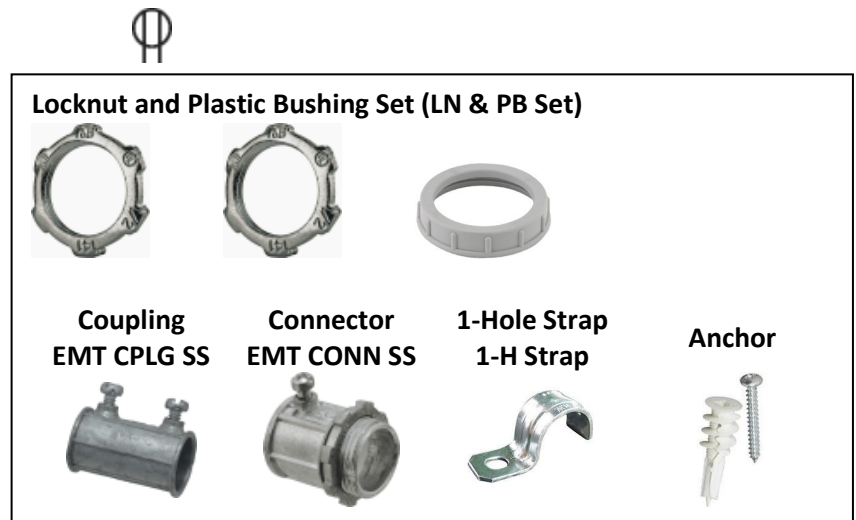 Locknut and Plastic Bushing Set (LN & PB Set)
Coupling
EMT CPLG SS
Connector
EMT CONN SS
1-Hole Strap
1-H Strap
Anchor